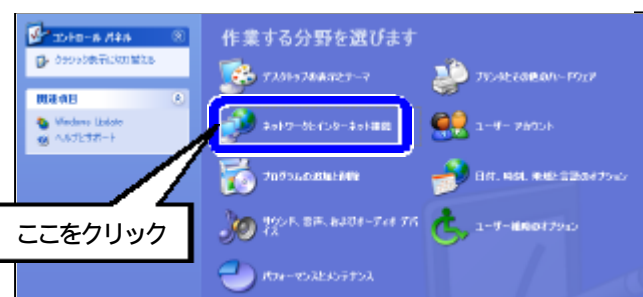 コントロール パネル
クラシック表示に切り替える
関連項目
Windows Update
ヘルプとサポート
作業する分野を選びます
デスクトップの表示とテーマ
プリンタとその他のハードウェア
ネットワークとインターネット接続
ユーザー アカウント
プログラムの追加と削除
日付、時刻、地域と言語のオプション
サウンド、音声、およびオーディオ デバイス
ユーザー補助のオプション
パフォーマンスとメンテナンス
ここをクリック